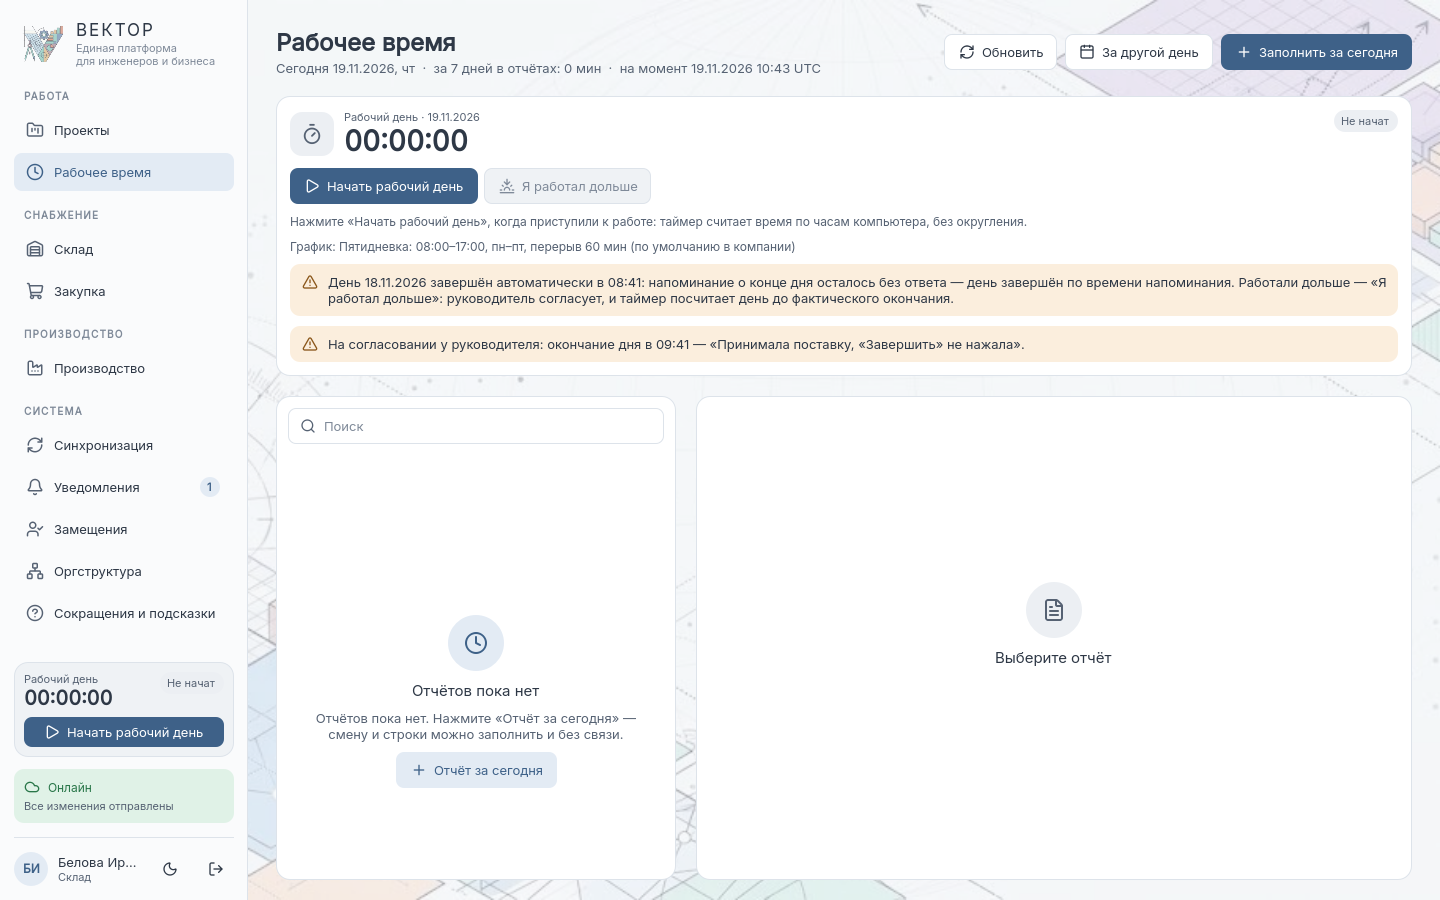 ВЕКТОР
Единая платформа
для инженеров и бизнеса
РАБОТА
Проекты
Рабочее время
СНАБЖЕНИЕ
Склад
Закупка
ПРОИЗВОДСТВО
Производство
СИСТЕМА
Синхронизация
Уведомления 1
Замещения
Оргструктура
Сокращения и подсказки
Рабочий день
Не начат
00:00:00
Начать рабочий день
Онлайн
Все изменения отправлены
БИ
Белова Ир...
Склад
Рабочее время
Сегодня 19.11.2026, чт · за 7 дней в отчётах: 0 мин · на момент 19.11.2026 10:43 UTC
Обновить
За другой день
Заполнить за сегодня
Рабочий день · 19.11.2026
00:00:00
Не начат
Начать рабочий день
Я работал дольше
Нажмите «Начать рабочий день», когда приступили к работе: таймер считает время по часам компьютера, без округления.
График: Пятидневка: 08:00–17:00, пн–пт, перерыв 60 мин (по умолчанию в компании)
День 18.11.2026 завершён автоматически в 08:41: напоминание о конце дня осталось без ответа — день завершён по времени напоминания. Работали дольше — «Я
работал дольше»: руководитель согласует, и таймер посчитает день до фактического окончания.
На согласовании у руководителя: окончание дня в 09:41 — «Принимала поставку, «Завершить» не нажала».
Поиск
Отчётов пока нет
Отчётов пока нет. Нажмите «Отчёт за сегодня» —
смену и строки можно заполнить и без связи.
Отчёт за сегодня
Выберите отчёт